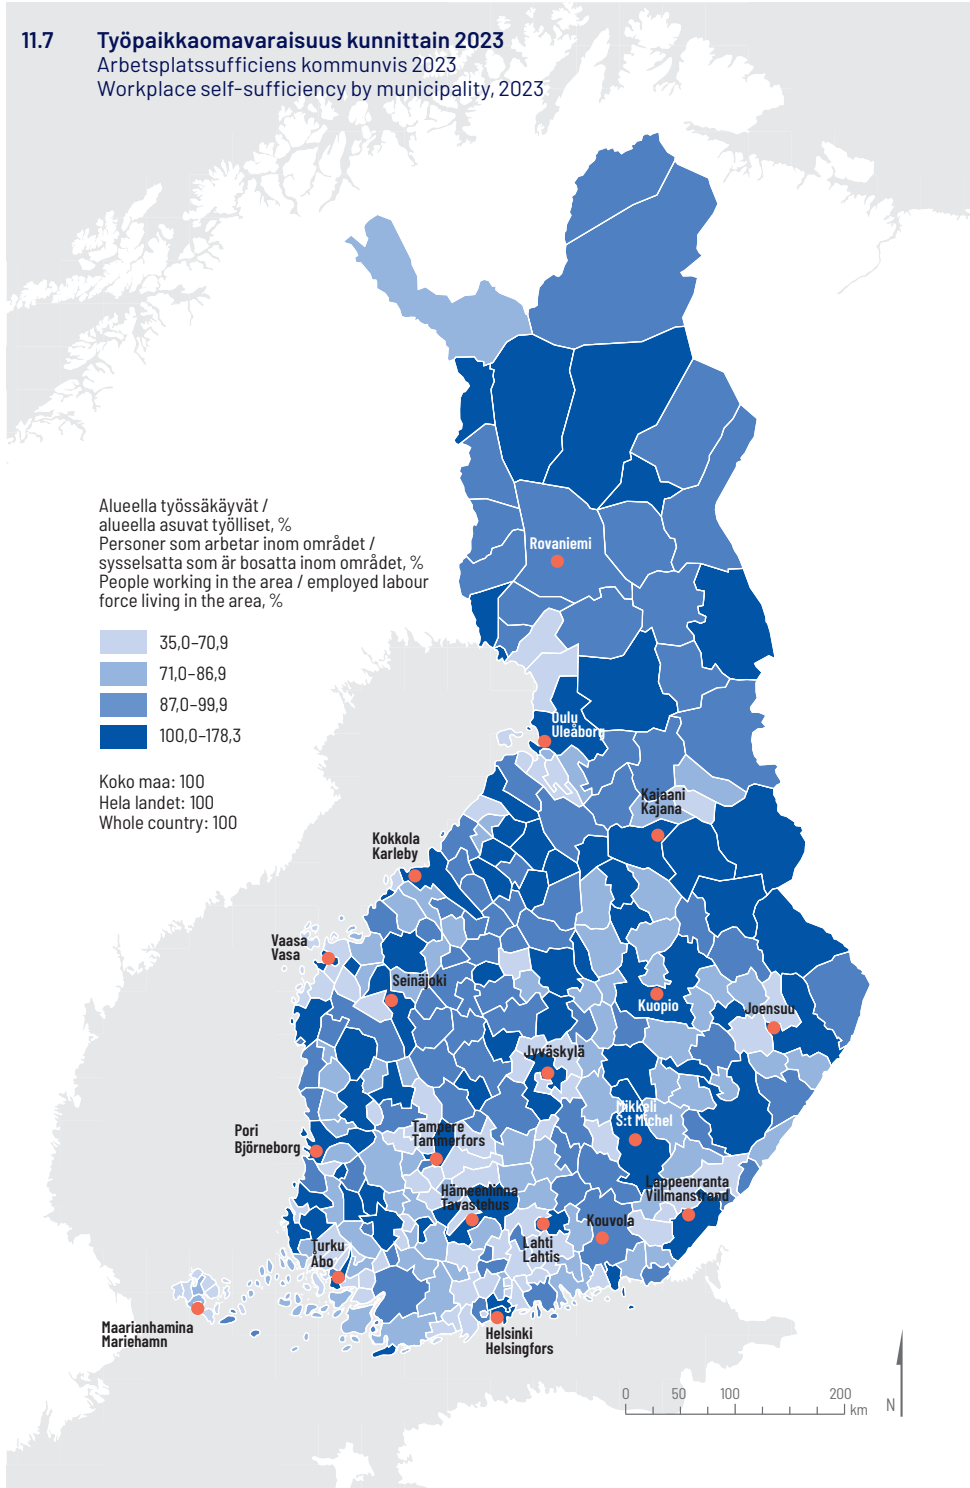 11.7 Työpaikkaomavaraisuus kunnittain 2023
Arbetsplatssufficiens kommunvis 2023
Workplace self-sufficiency by municipality, 2023
Alueella työssäkäyvät /
alueella asuvat työlliset, %
Personer som arbetar inom området /
sysselsatta som är bosatta inom området, %
People working in the area / employed labour
force living in the area, %
35,0–70,9
71,0–86,9
87,0–99,9
100,0–178,3
Koko maa: 100
Hela landet: 100
Whole country: 100
Rovaniemi
Oulu
Uleåborg
Kajaani
Kajana
Kokkola
Karleby
Vaasa
Vasa
Seinäjoki
Kuopio
Joensuu
Jyväskylä
Mikkeli
S:t Michel
Pori
Björneborg
Tampere
Tammerfors
Hämeenlinna
Tavastehus
Lappeenranta
Villmanstrand
Kouvola
Lahti
Lahtis
Turku
Åbo
Maarianhamina
Mariehamn
Helsinki
Helsingfors
0 50 100 200
km
N